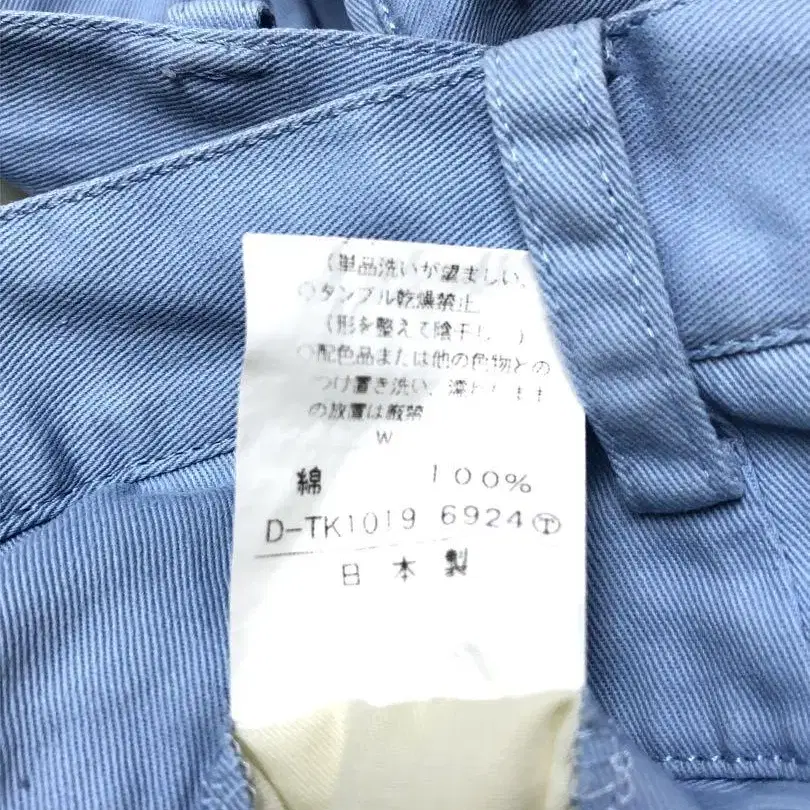 (単品洗いが望ましい。
○タンブル乾燥禁止
(形を整えて陰干し)
○配色品または他の色物との
つけ置き洗い、濡れたまま
の放置は厳禁
W
綿 100%
D-TK1019 6924 Ⓣ
日本製